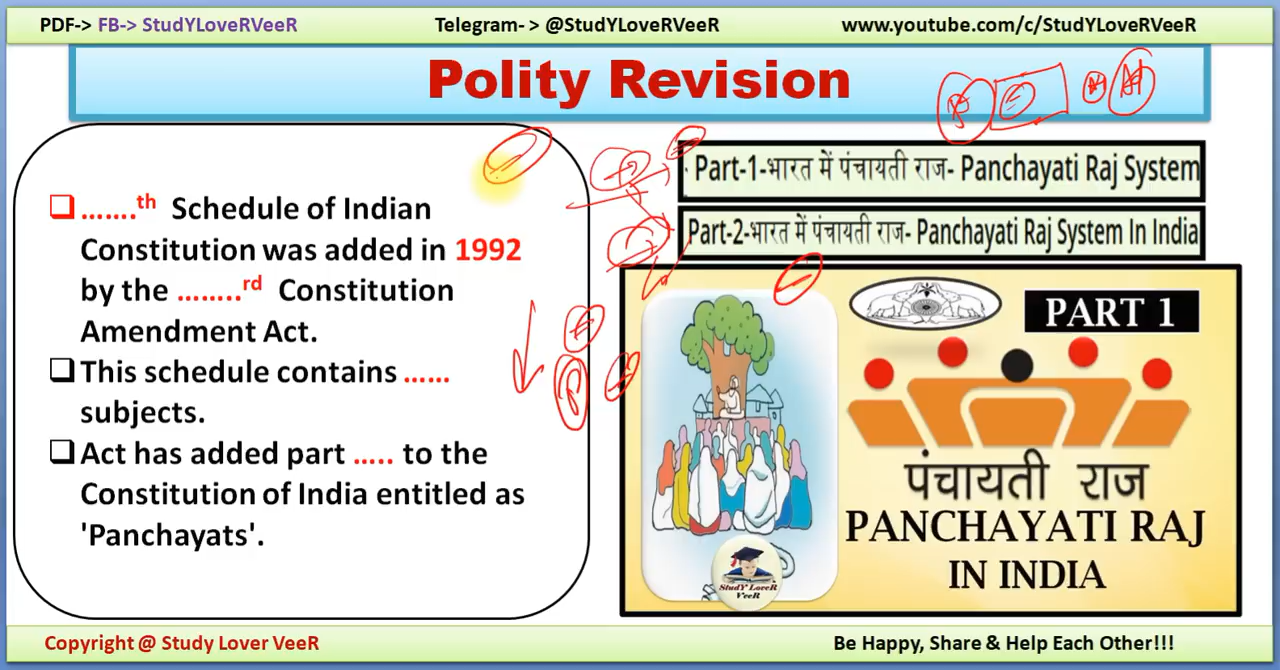 PDF-> FB-> StudYLoveRVeeR
Telegram- > @StudYLoveRVeeR
www.youtube.com/c/StudYLoveRVeeR
Polity Revision
…….th Schedule of Indian
Constitution was added in 1992
by the ……..rd Constitution
Amendment Act.
This schedule contains ……
subjects.
Act has added part ….. to the
Constitution of India entitled as
'Panchayats'.
Part-1-भारत में पंचायती राज- Panchayati Raj System
Part-2-भारत में पंचायती राज- Panchayati Raj System In India
PART 1
पंचायती राज
PANCHAYATI RAJ
IN INDIA
StudY LoveR
VeeR
Copyright @ Study Lover VeeR
Be Happy, Share & Help Each Other!!!